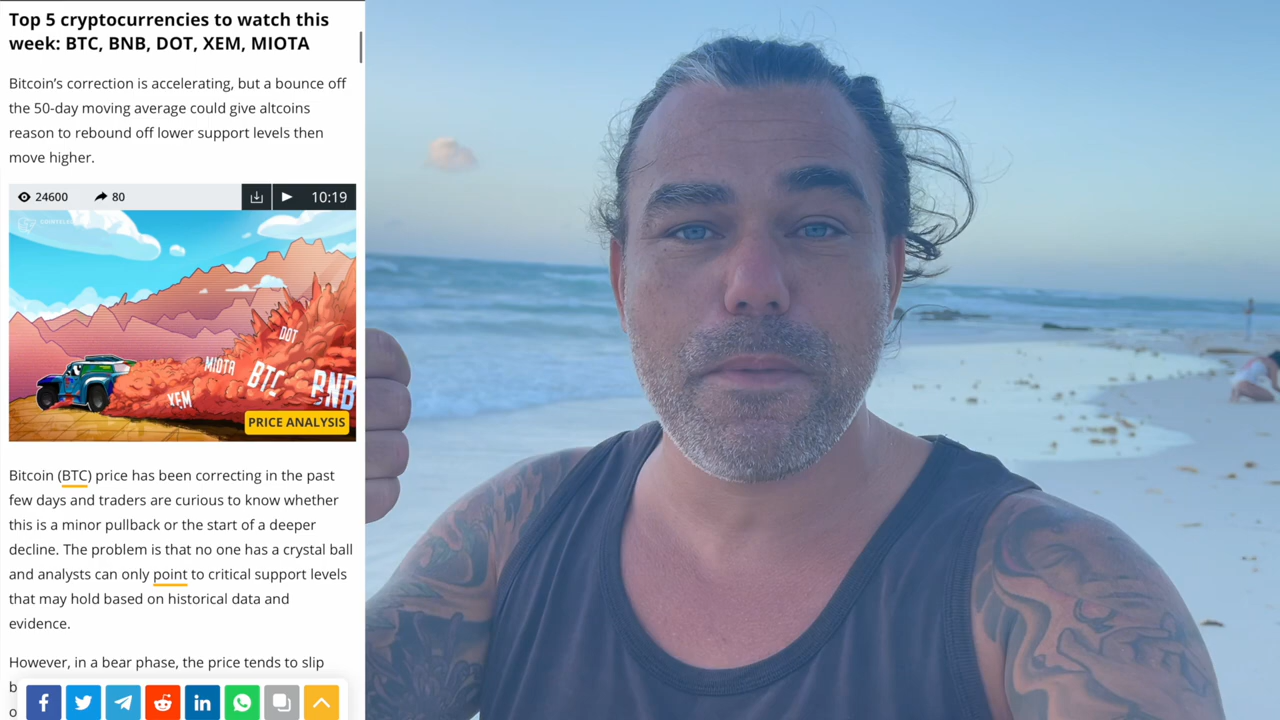 Top 5 cryptocurrencies to watch this
week: BTC, BNB, DOT, XEM, MIOTA
Bitcoin’s correction is accelerating, but a bounce off
the 50-day moving average could give altcoins
reason to rebound off lower support levels then
move higher.
24600 80 10:19
DOT
MIOTA
BTC
BNB
XEM
PRICE ANALYSIS
Bitcoin (BTC) price has been correcting in the past
few days and traders are curious to know whether
this is a minor pullback or the start of a deeper
decline. The problem is that no one has a crystal ball
and analysts can only point to critical support levels
that may hold based on historical data and
evidence.
However, in a bear phase, the price tends to slip